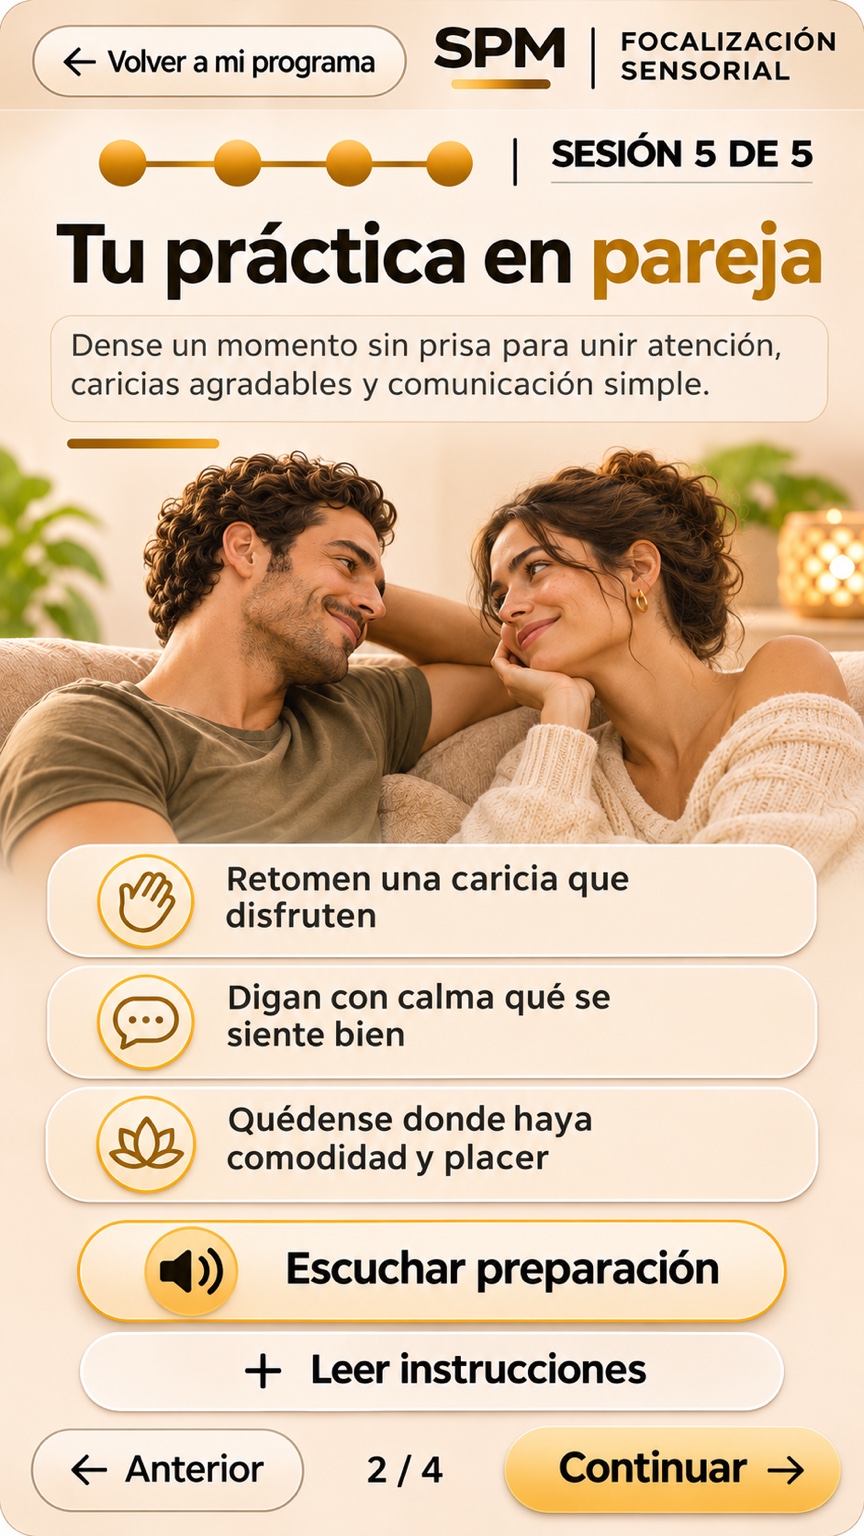 Volver a mi programa
SPM
FOCALIZACIÓN
SENSORIAL
SESIÓN 5 DE 5
Tu práctica en pareja
Dense un momento sin prisa para unir atención,
caricias agradables y comunicación simple.
Retomen una caricia que
disfruten
Digan con calma qué se
siente bien
Quédense donde haya
comodidad y placer
Escuchar preparación
+ Leer instrucciones
← Anterior
2 / 4
Continuar →